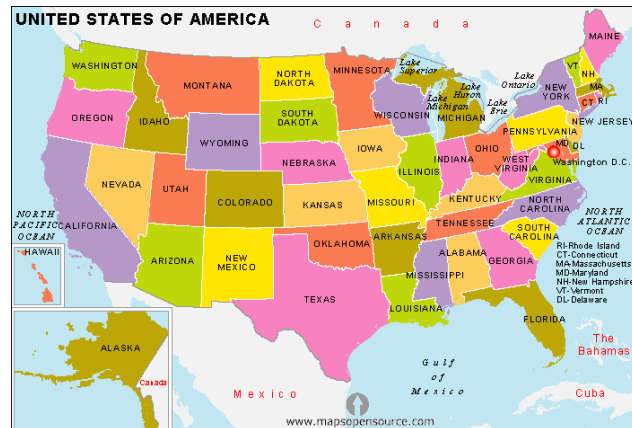 UNITED STATES OF AMERICA
Canada
WASHINGTON
MONTANA
NORTH
DAKOTA
MINNESOTA
Lake
Superior
MAINE
VT
NH
OREGON
IDAHO
SOUTH
DAKOTA
WISCONSIN
Lake
Huron
Lake
Michigan
MICHIGAN
Lake
Ontario
Lake
Erie
NEW
YORK
MA
CT
RI
WYOMING
NEBRASKA
IOWA
PENNSYLVANIA
NEW JERSEY
NEVADA
UTAH
COLORADO
KANSAS
MISSOURI
ILLINOIS
INDIANA
OHIO
WEST
VIRGINIA
MD
DL
Washington D.C.
VIRGINIA
KENTUCKY
NORTH
CAROLINA
TENNESSEE
NORTH
PACIFIC
OCEAN
CALIFORNIA
ARIZONA
NEW
MEXICO
OKLAHOMA
ARKANSAS
SOUTH
CAROLINA
NORTH
ATLANTIC
OCEAN
HAWAII
TEXAS
LOUISIANA
MISSISSIPPI
ALABAMA
GEORGIA
FLORIDA
RI-Rhode Island
CT-Connecticut
MA-Massachusetts
MD-Maryland
NH-New Hampshire
VT-Vermont
DL-Delaware
ALASKA
Canada
Mexico
Gulf
of
Mexico
The
Bahamas
Cuba
www.mapsopensource.com